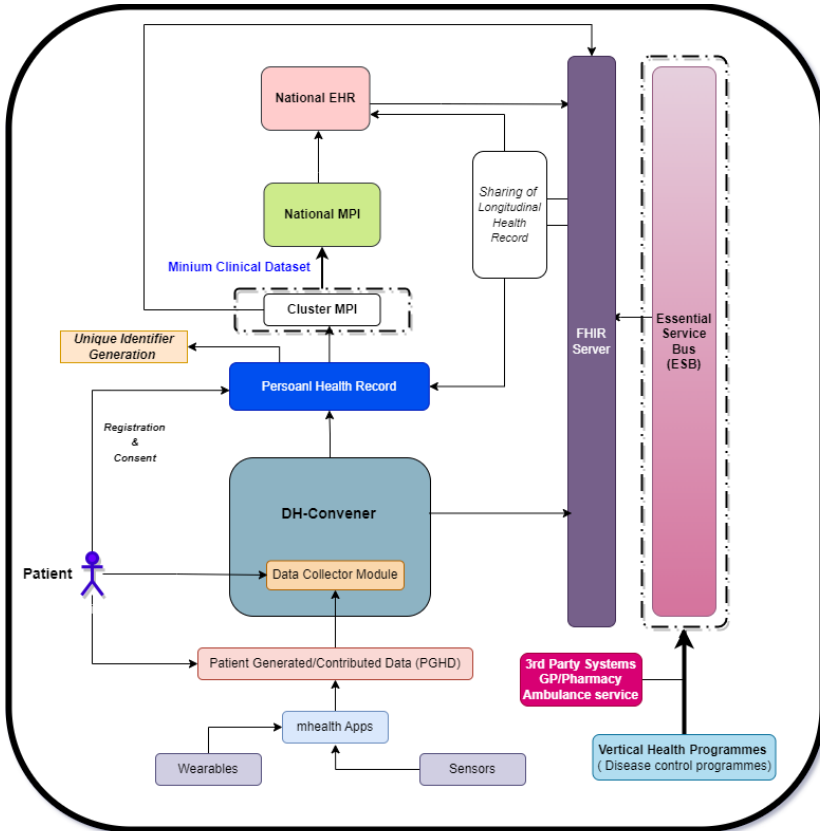 National EHR
National MPI
Sharing of
Longitudinal
Health
Record
Minium Clinical Dataset
Cluster MPI
Unique Identifier
Generation
Persoanl Health Record
FHIR
Server
Essential
Service
Bus
(ESB)
Registration
&
Consent
DH-Convener
Patient
Data Collector Module
Patient Generated/Contributed Data (PGHD)
3rd Party Systems
GP/Pharmacy
Ambulance service
mhealth Apps
Wearables
Sensors
Vertical Health Programmes
( Disease control programmes)